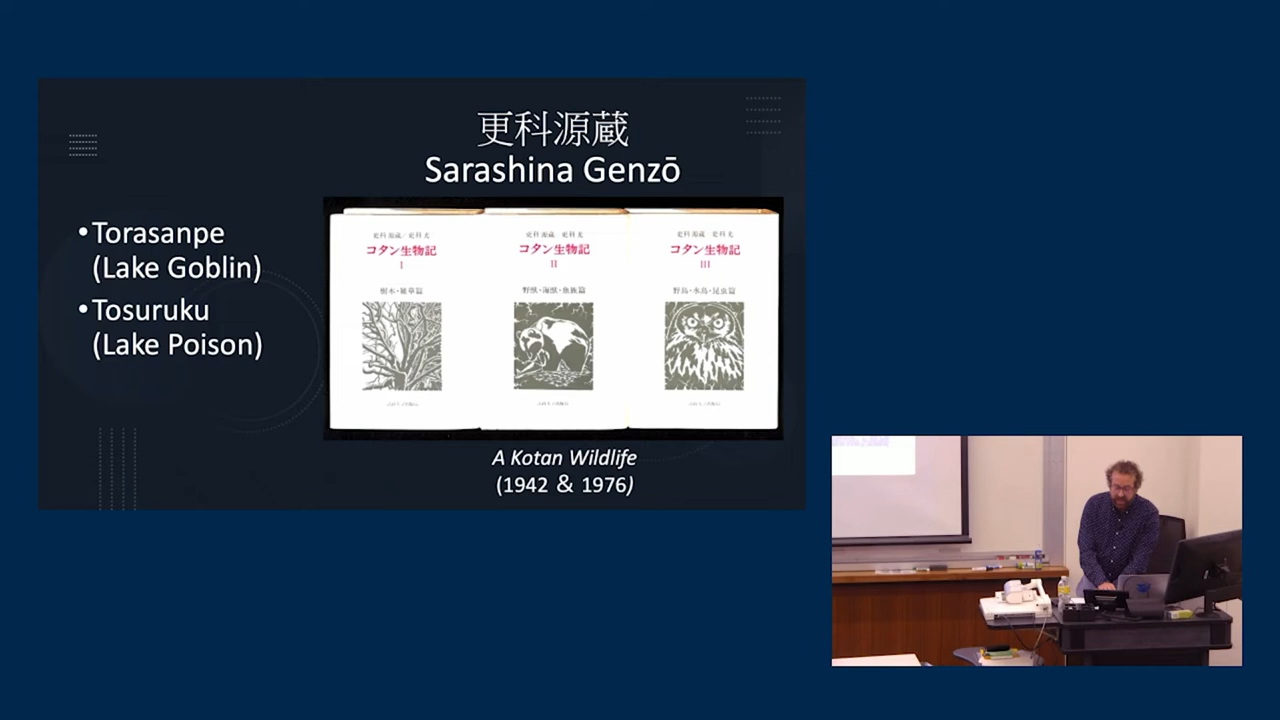 更科源蔵
Sarashina Genzō
•Torasanpe
(Lake Goblin)
•Tosuruku
(Lake Poison)
更科源蔵/更科光
コタン生物記
I
樹木・雑草篇
更科源蔵/更科光
コタン生物記
II
野獣・海獣・魚族篇
更科源蔵/更科光
コタン生物記
III
野鳥・水鳥・昆虫篇
A Kotan Wildlife
(1942 & 1976)